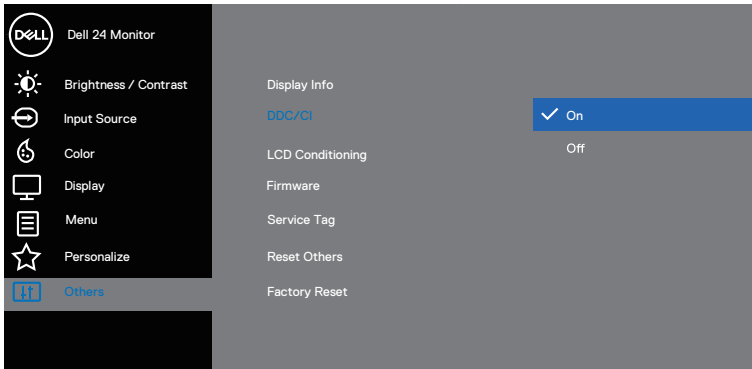 DELL Dell 24 Monitor
Brightness / Contrast
Input Source
Color
Display
Menu
Personalize
Others
Display Info
DDC/CI
LCD Conditioning
Firmware
Service Tag
Reset Others
Factory Reset
On
Off